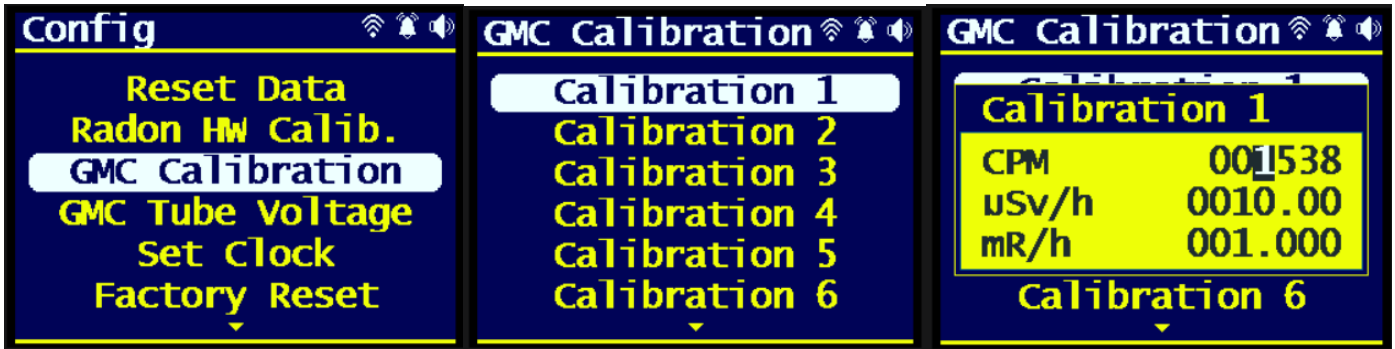 Config
Reset Data
Radon HW Calib.
GMC Calibration
GMC Tube Voltage
Set Clock
Factory Reset
GMC Calibration
Calibration 1
Calibration 2
Calibration 3
Calibration 4
Calibration 5
Calibration 6
GMC Calibration
Calibration 1
Calibration 1
CPM 001538
uSv/h 0010.00
mR/h 001.000
Calibration 6